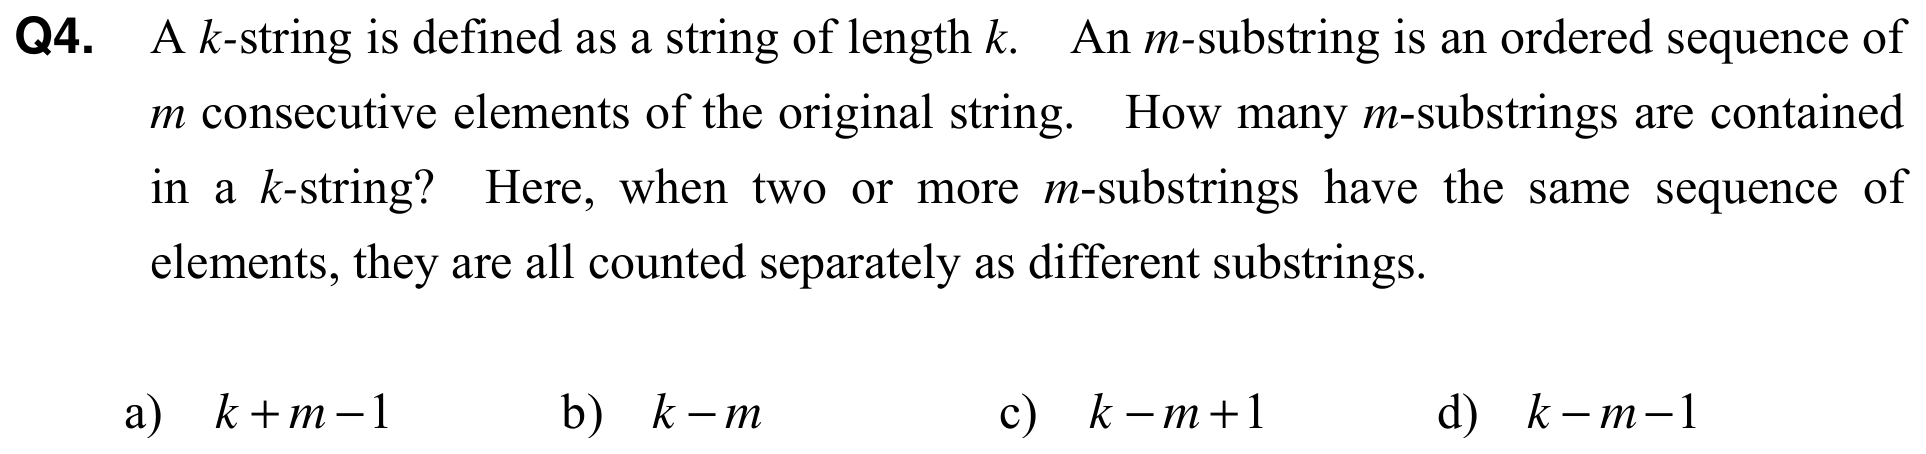 Q4. A k-string is defined as a string of length k. An m-substring is an ordered sequence of
m consecutive elements of the original string. How many m-substrings are contained
in a k-string? Here, when two or more m-substrings have the same sequence of
elements, they are all counted separately as different substrings.
a) k + m − 1 b) k − m c) k − m + 1 d) k − m − 1